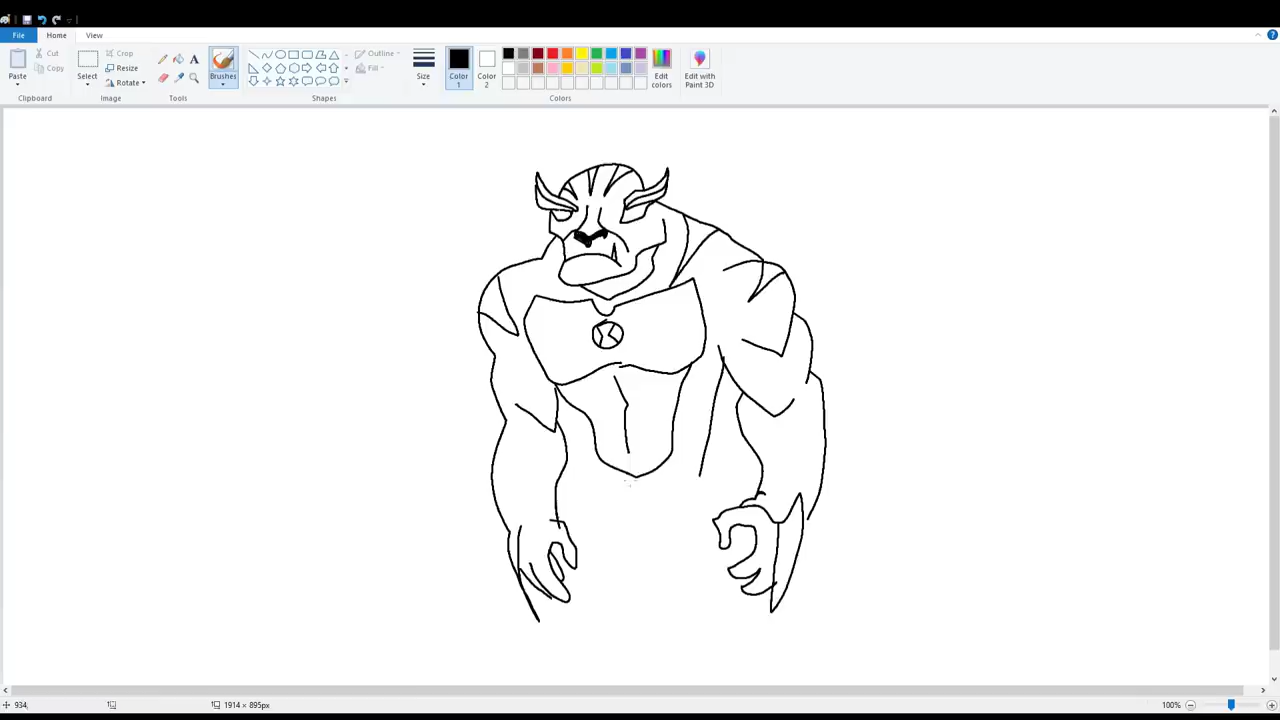 File Home View
Paste Cut Copy Select Crop Resize Rotate Brushes Outline Fill Size Color 1 Color 2 Edit colors Edit with Paint 3D
Clipboard Image Tools Shapes Colors
934, 1914 × 895px 100%